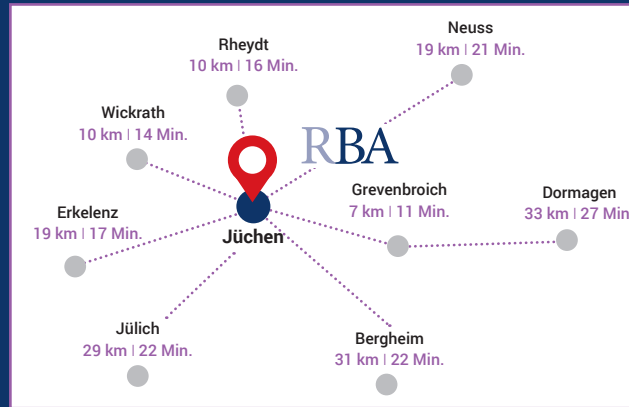 Neuss
19 km | 21 Min.
Rheydt
10 km | 16 Min.
Wickrath
10 km | 14 Min.
RBA
Grevenbroich
7 km | 11 Min.
Dormagen
33 km | 27 Min.
Erkelenz
19 km | 17 Min.
Jüchen
Jülich
29 km | 22 Min.
Bergheim
31 km | 22 Min.